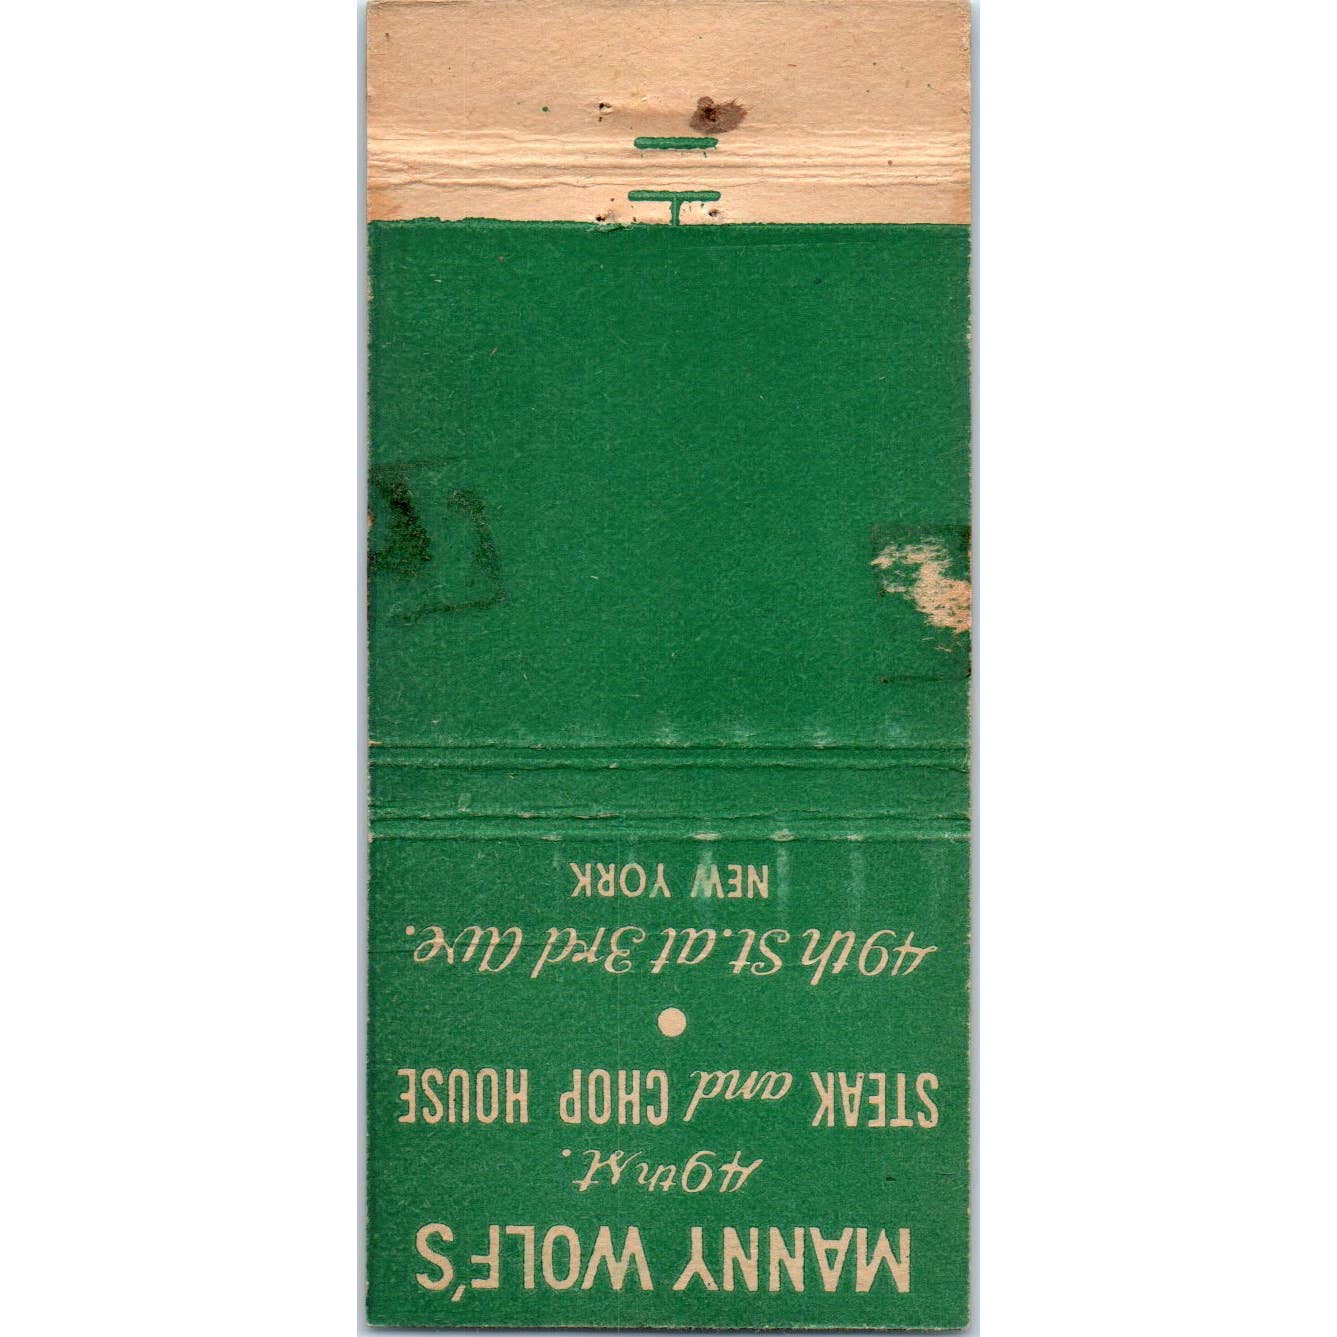 MANNY WOLF'S
49th St.
STEAK and CHOP HOUSE
49th St. at 3rd Ave.
NEW YORK